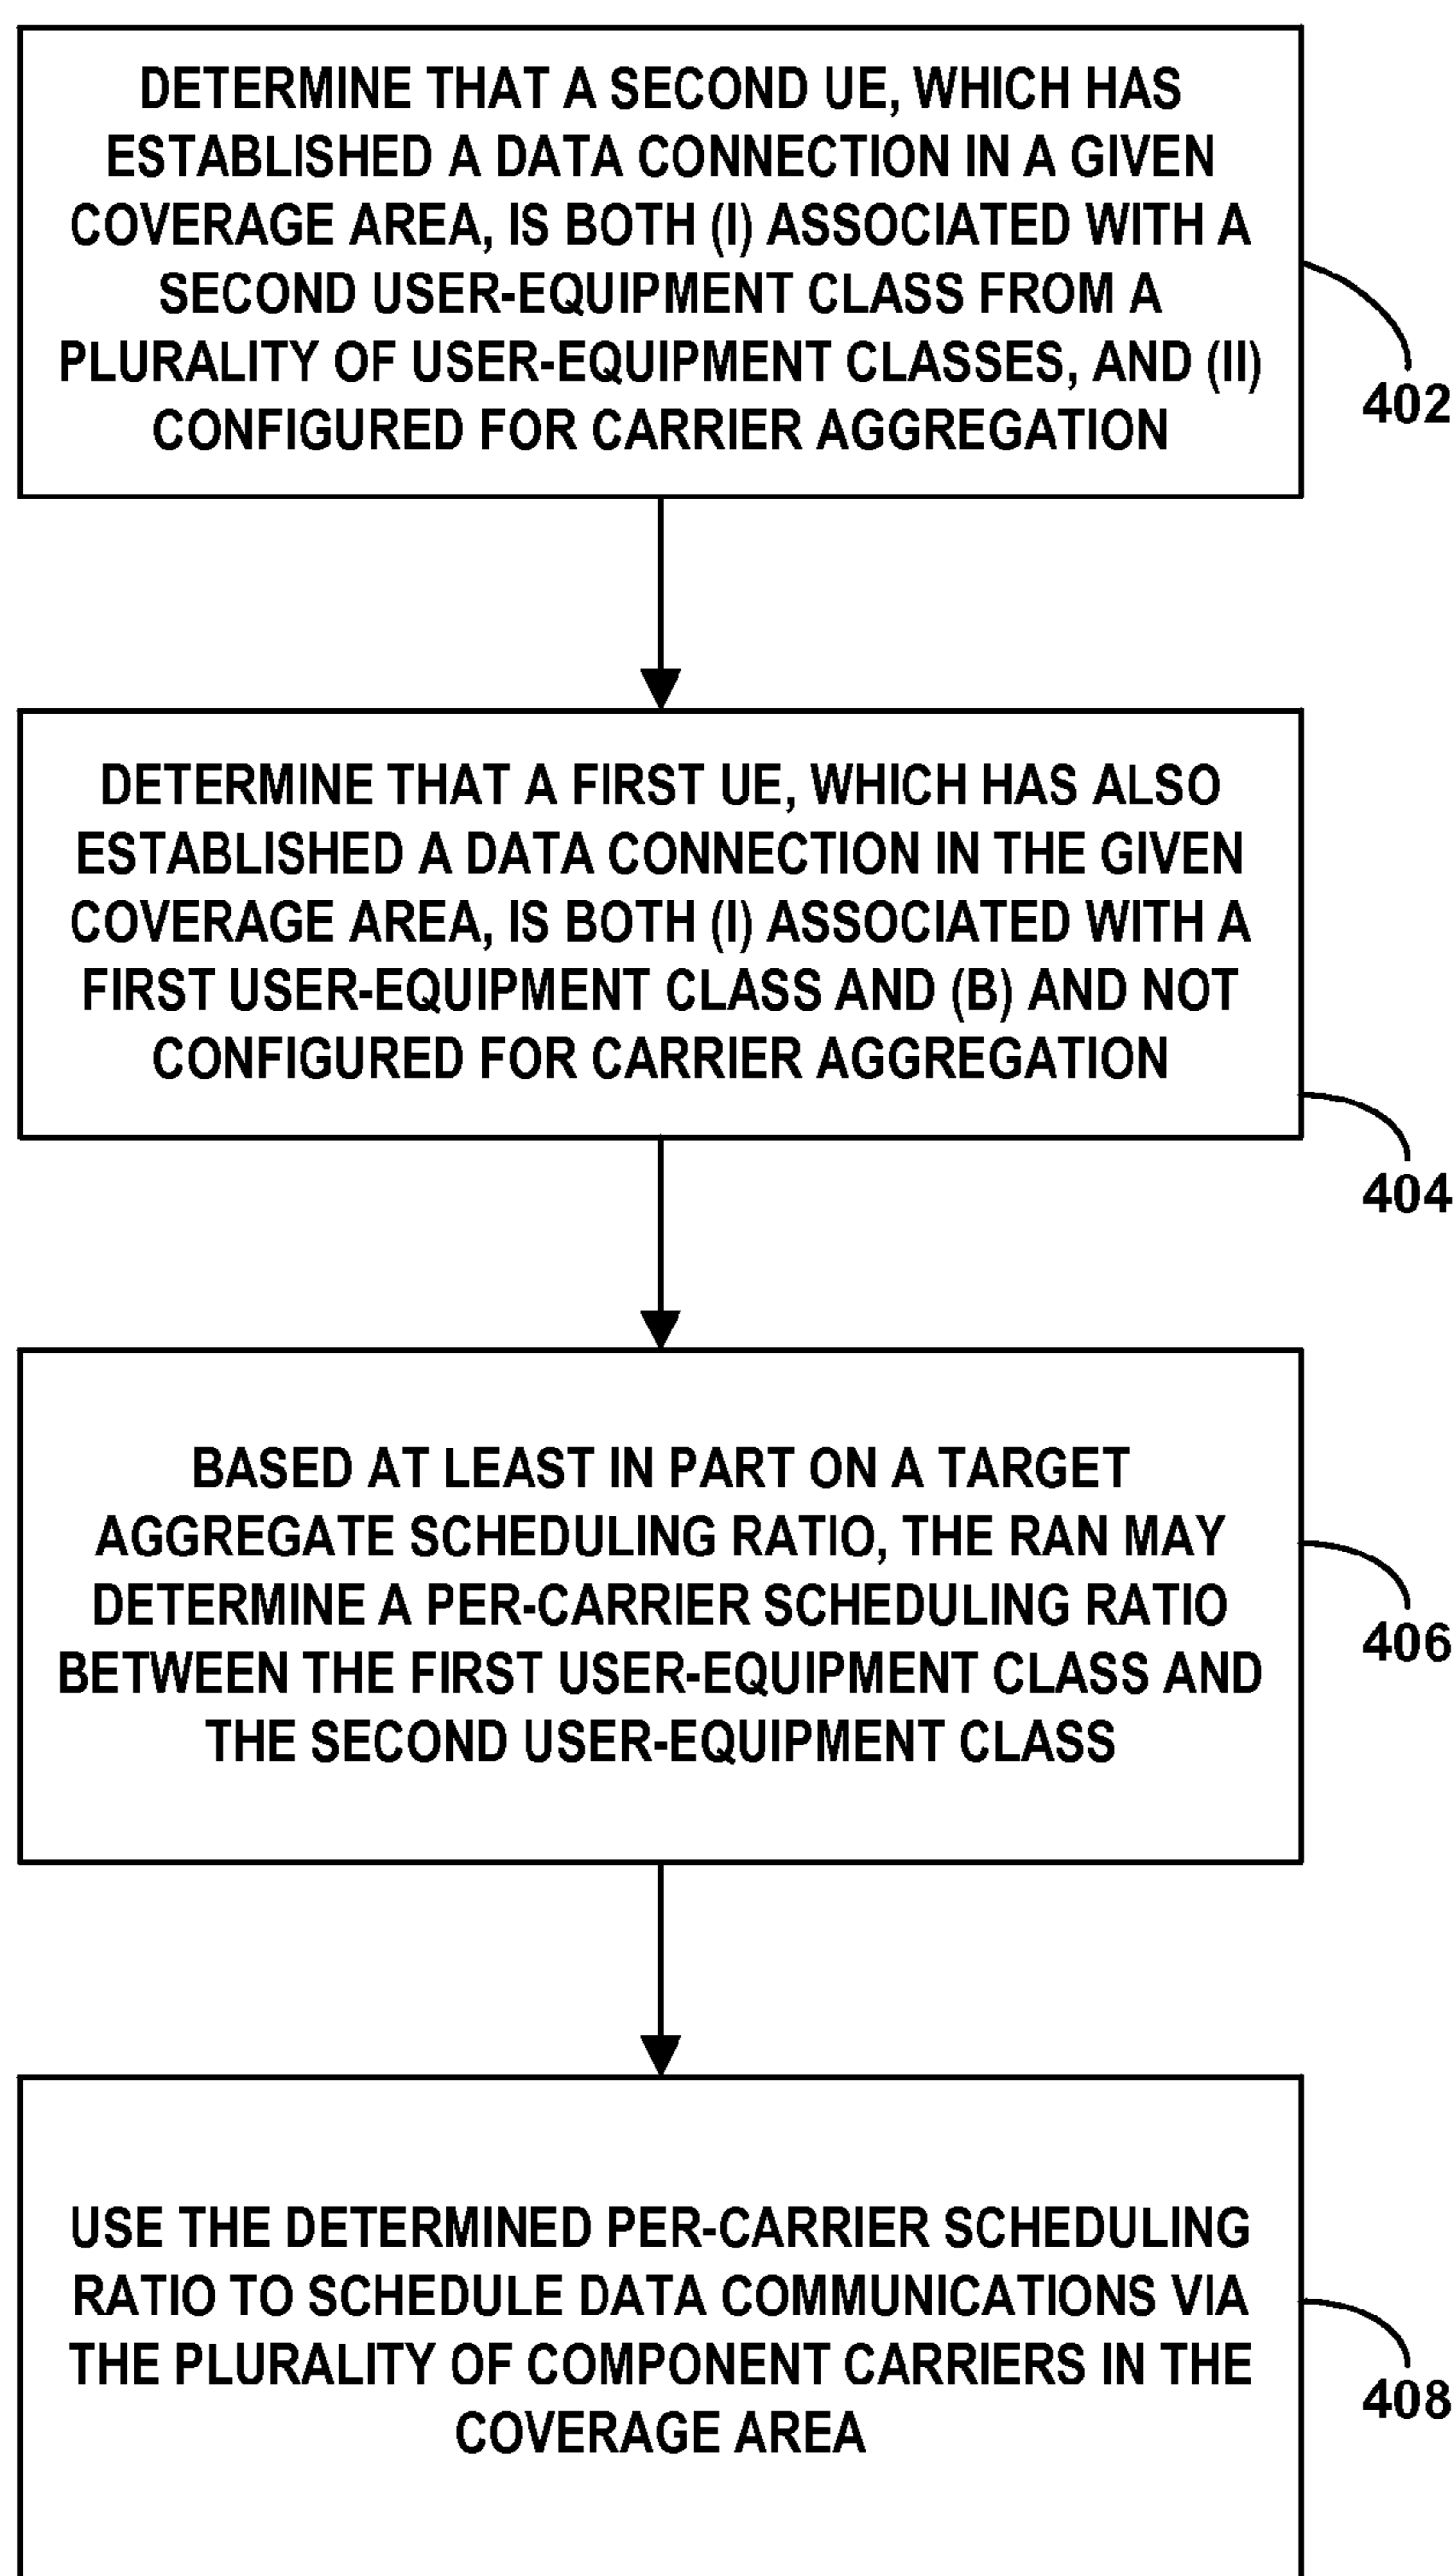 DETERMINE THAT A SECOND UE, WHICH HAS
ESTABLISHED A DATA CONNECTION IN A GIVEN
COVERAGE AREA, IS BOTH (I) ASSOCIATED WITH A
SECOND USER-EQUIPMENT CLASS FROM A
PLURALITY OF USER-EQUIPMENT CLASSES, AND (II)
CONFIGURED FOR CARRIER AGGREGATION
402
DETERMINE THAT A FIRST UE, WHICH HAS ALSO
ESTABLISHED A DATA CONNECTION IN THE GIVEN
COVERAGE AREA, IS BOTH (I) ASSOCIATED WITH A
FIRST USER-EQUIPMENT CLASS AND (B) AND NOT
CONFIGURED FOR CARRIER AGGREGATION
404
BASED AT LEAST IN PART ON A TARGET
AGGREGATE SCHEDULING RATIO, THE RAN MAY
DETERMINE A PER-CARRIER SCHEDULING RATIO
BETWEEN THE FIRST USER-EQUIPMENT CLASS AND
THE SECOND USER-EQUIPMENT CLASS
406
USE THE DETERMINED PER-CARRIER SCHEDULING
RATIO TO SCHEDULE DATA COMMUNICATIONS VIA
THE PLURALITY OF COMPONENT CARRIERS IN THE
COVERAGE AREA
408